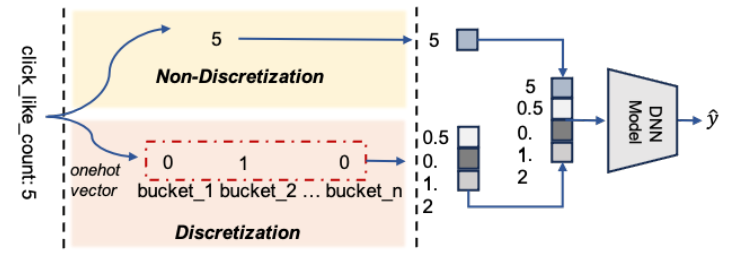 click_like_count: 5
5
Non-Discretization
onehot
vector
0 1 0
bucket_1 bucket_2 ... bucket_n
Discretization
5
0.5
0.
1.
2
5
0.5
0.
1.
2
DNN
Model
ŷ